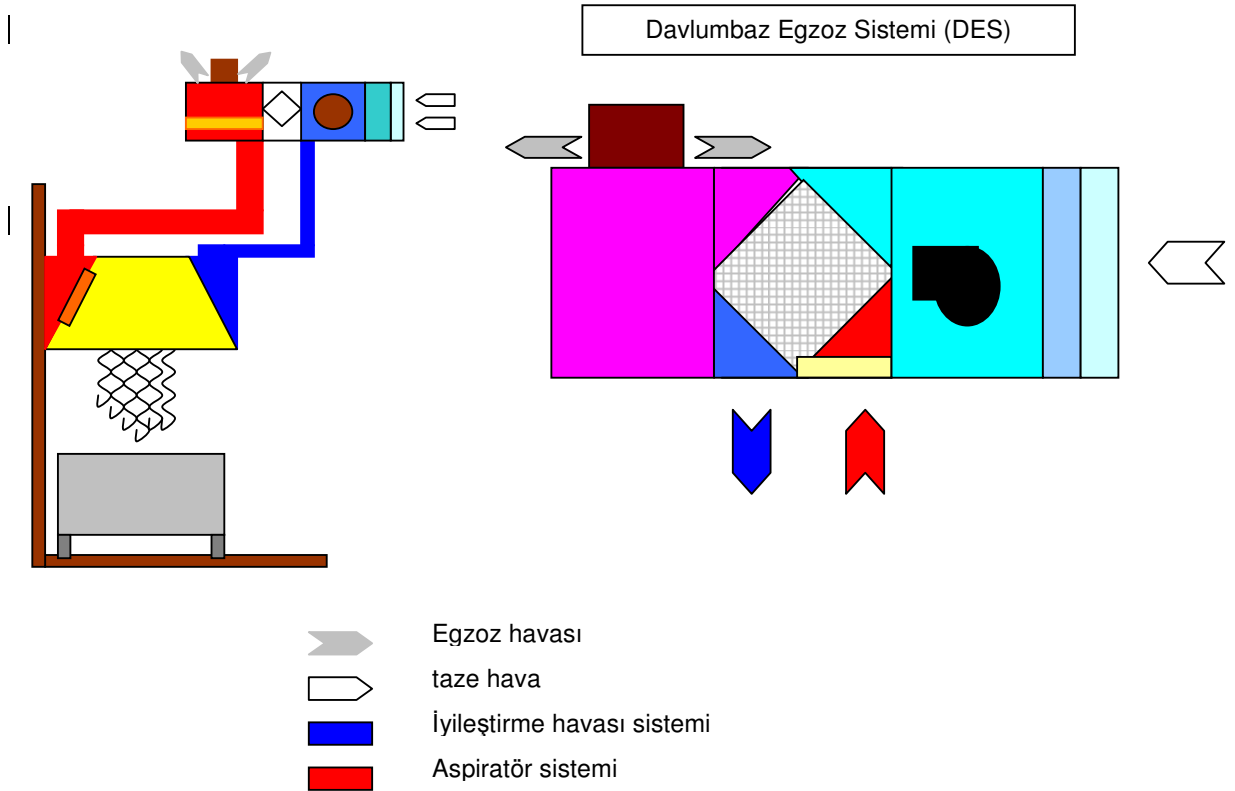 Davlumbaz Egzoz Sistemi (DES)
Egzoz havası
taze hava
İyileştirme havası sistemi
Aspiratör sistemi